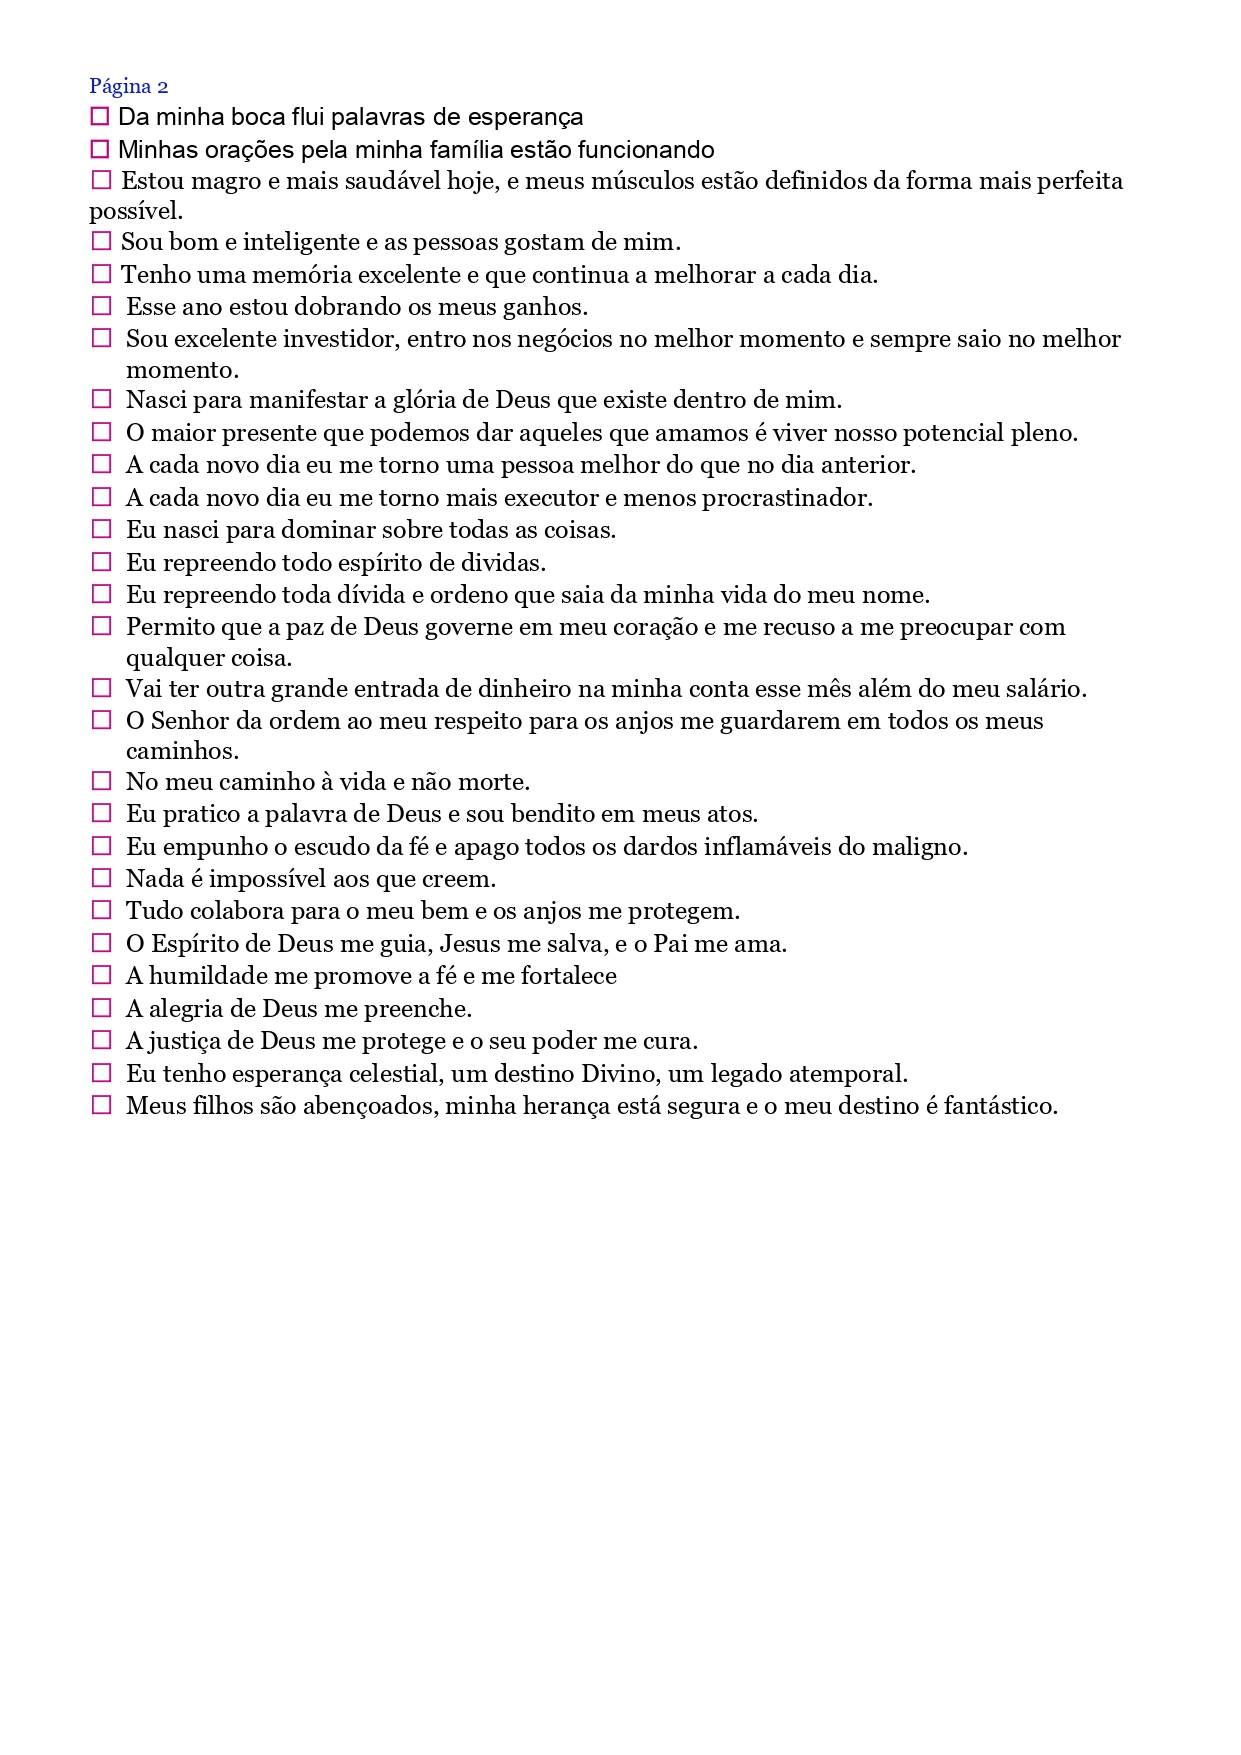 Página 2
☐ Da minha boca flui palavras de esperança
☐ Minhas orações pela minha família estão funcionando
☐ Estou magro e mais saudável hoje, e meus músculos estão definidos da forma mais perfeita
possível.
☐ Sou bom e inteligente e as pessoas gostam de mim.
☐ Tenho uma memória excelente e que continua a melhorar a cada dia.
☐ Esse ano estou dobrando os meus ganhos.
☐ Sou excelente investidor, entro nos negócios no melhor momento e sempre saio no melhor
momento.
☐ Nasci para manifestar a glória de Deus que existe dentro de mim.
☐ O maior presente que podemos dar aqueles que amamos é viver nosso potencial pleno.
☐ A cada novo dia eu me torno uma pessoa melhor do que no dia anterior.
☐ A cada novo dia eu me torno mais executor e menos procrastinador.
☐ Eu nasci para dominar sobre todas as coisas.
☐ Eu repreendo todo espírito de dividas.
☐ Eu repreendo toda dívida e ordeno que saia da minha vida do meu nome.
☐ Permito que a paz de Deus governe em meu coração e me recuso a me preocupar com
qualquer coisa.
☐ Vai ter outra grande entrada de dinheiro na minha conta esse mês além do meu salário.
☐ O Senhor da ordem ao meu respeito para os anjos me guardarem em todos os meus
caminhos.
☐ No meu caminho à vida e não morte.
☐ Eu pratico a palavra de Deus e sou bendito em meus atos.
☐ Eu empunho o escudo da fé e apago todos os dardos inflamáveis do maligno.
☐ Nada é impossível aos que creem.
☐ Tudo colabora para o meu bem e os anjos me protegem.
☐ O Espírito de Deus me guia, Jesus me salva, e o Pai me ama.
☐ A humildade me promove a fé e me fortalece
☐ A alegria de Deus me preenche.
☐ A justiça de Deus me protege e o seu poder me cura.
☐ Eu tenho esperança celestial, um destino Divino, um legado atemporal.
☐ Meus filhos são abençoados, minha herança está segura e o meu destino é fantástico.